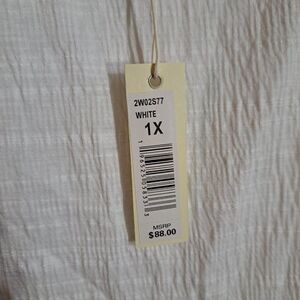 2W02S77
WHITE
1X
MSRP
$88.00